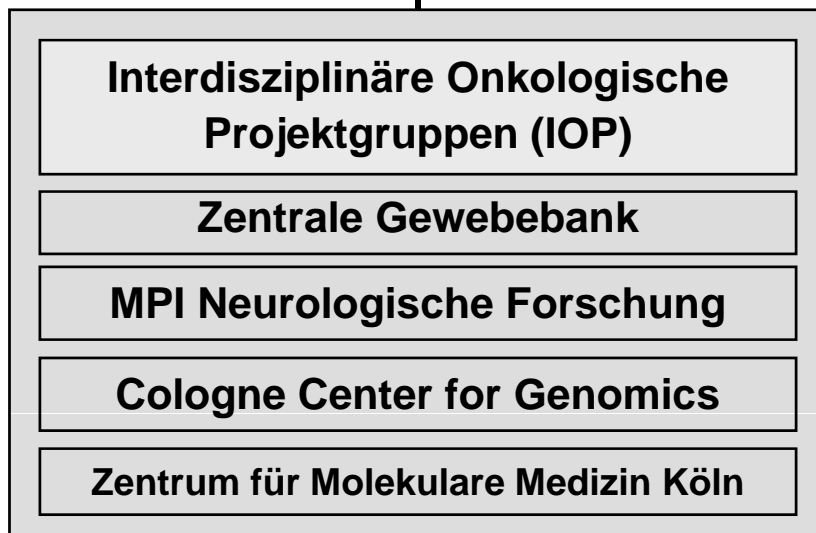 Interdisziplinäre Onkologische
Projektgruppen (IOP)
Zentrale Gewebebank
MPI Neurologische Forschung
Cologne Center for Genomics
Zentrum für Molekulare Medizin Köln